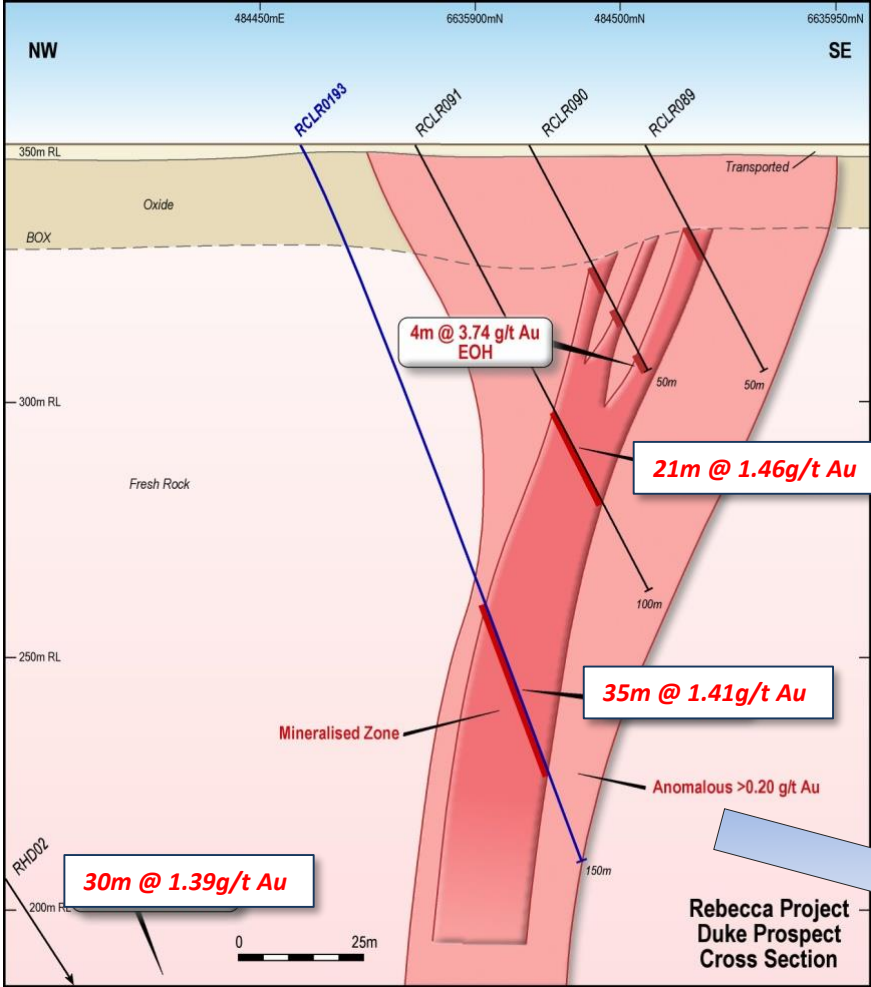 484450mE
6635900mN
484500mN
6635950mN
NW
SE
RCLR0193
RCLR091
RCLR090
RCLR089
350m RL
Transported
Oxide
BOX
4m @ 3.74 g/t Au
EOH
50m
50m
300m RL
21m @ 1.46g/t Au
Fresh Rock
100m
250m RL
35m @ 1.41g/t Au
Mineralised Zone
Anomalous >0.20 g/t Au
RHD02
150m
30m @ 1.39g/t Au
200m RL
0
25m
Rebecca Project
Duke Prospect
Cross Section